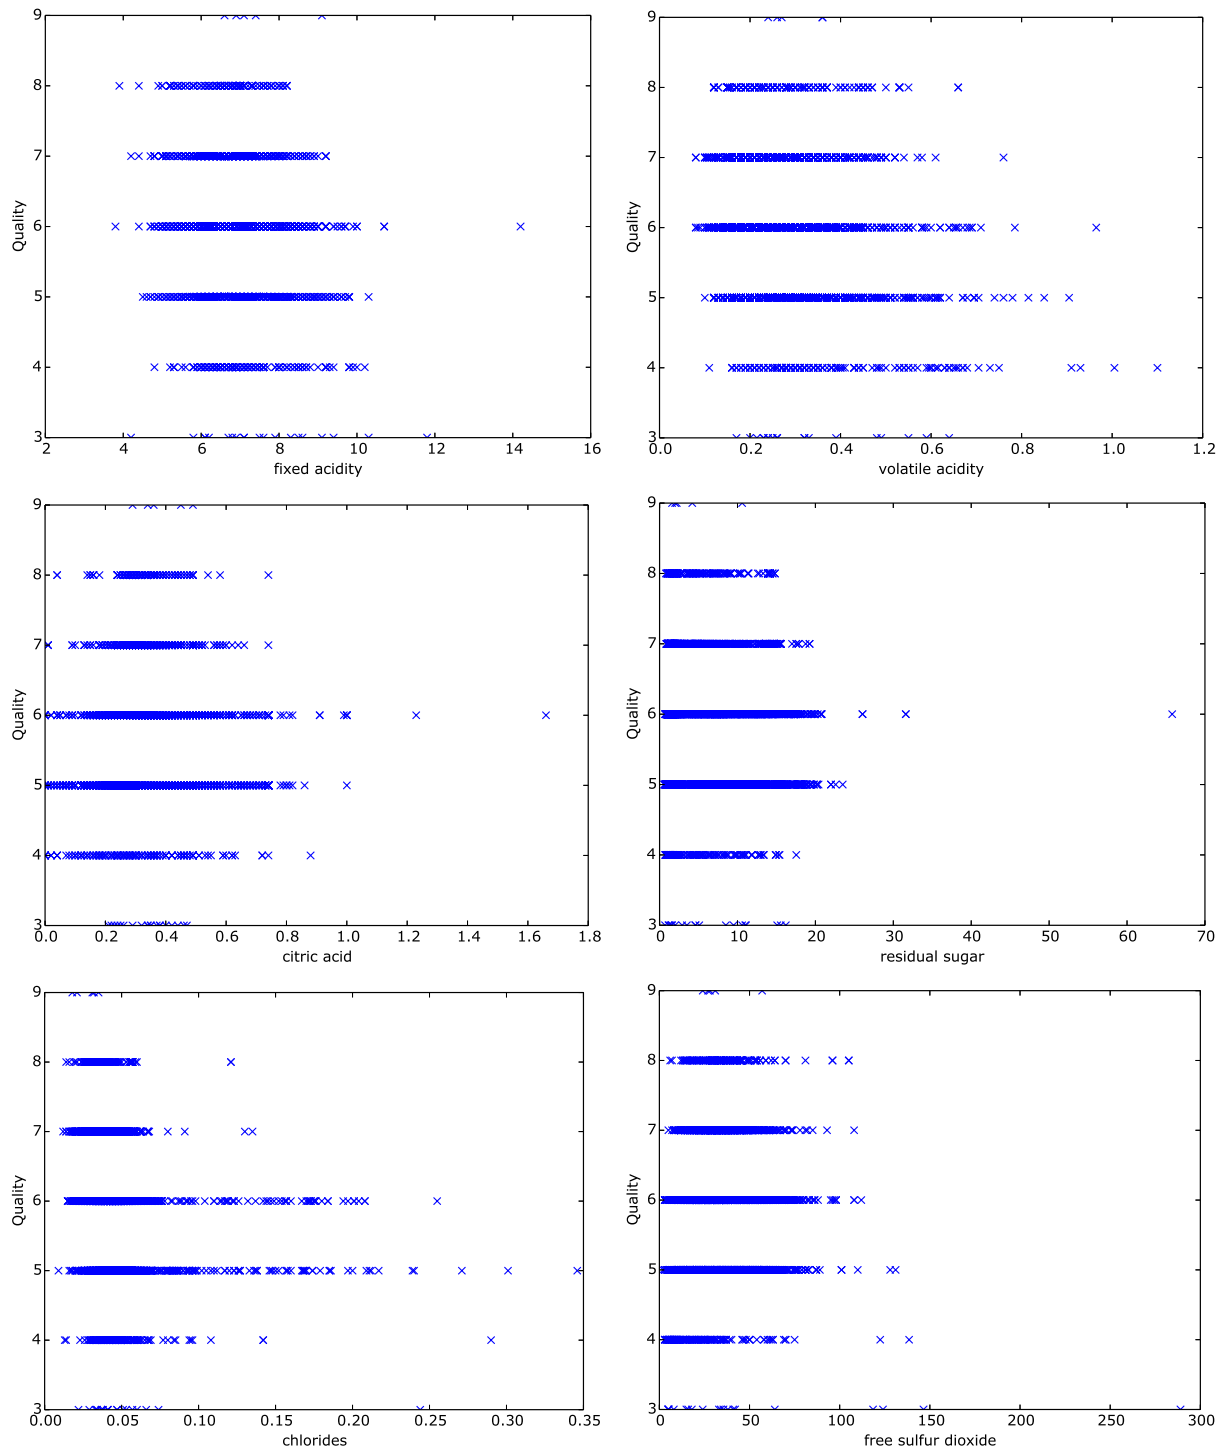 9
8
7
6
5
4
3
Quality
2 4 6 8 10 12 14 16
fixed acidity
9
8
7
6
5
4
3
Quality
0.0 0.2 0.4 0.6 0.8 1.0 1.2
volatile acidity
9
8
7
6
5
4
3
Quality
0.0 0.2 0.4 0.6 0.8 1.0 1.2 1.4 1.6 1.8
citric acid
9
8
7
6
5
4
3
Quality
0 10 20 30 40 50 60 70
residual sugar
9
8
7
6
5
4
3
Quality
0.00 0.05 0.10 0.15 0.20 0.25 0.30 0.35
chlorides
9
8
7
6
5
4
3
Quality
0 50 100 150 200 250 300
free sulfur dioxide